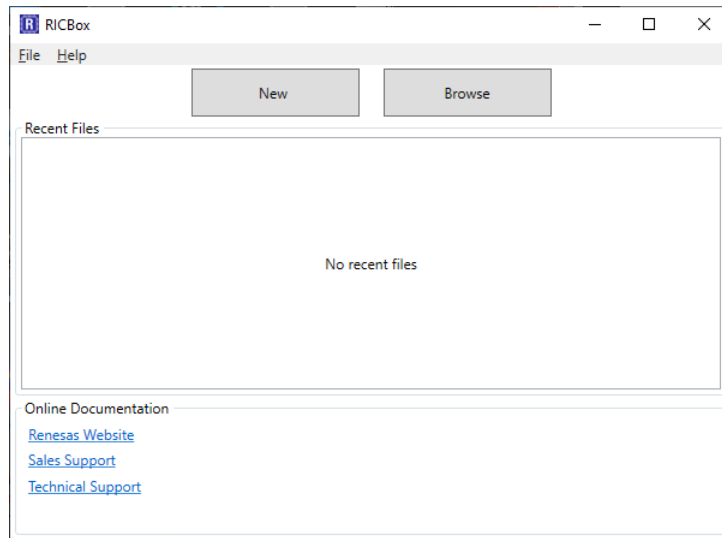 R RICBox
File Help
New Browse
Recent Files
No recent files
Online Documentation
Renesas Website
Sales Support
Technical Support